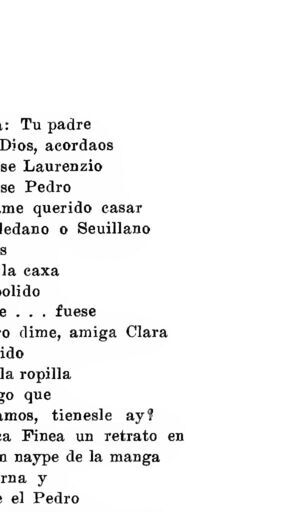 : Tu padre
Dios, acordaos
se Laurenzio
se Pedro
me querido casar
ledano o Seuillano
s
la caxa
olido
e . . . fuese
o dime, amiga Clara
ido
la ropilla
go que
amos, tienesle ay?
a Finea un retrato en
n naype de la manga
rna y
e el Pedro